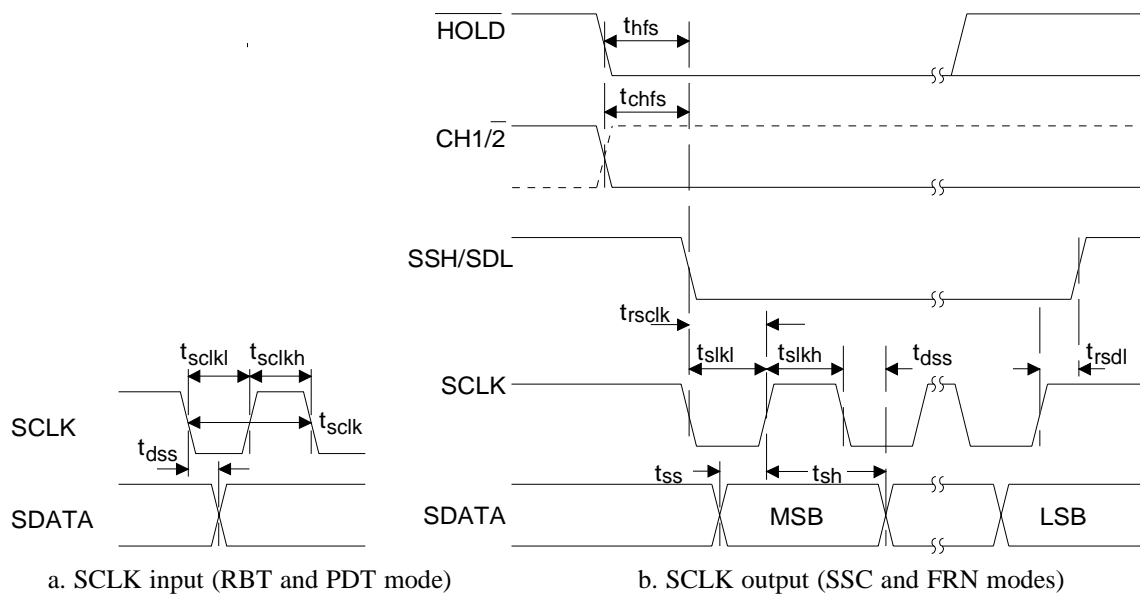 HOLD
thfs
tchfs
CH1/2
SSH/SDL
trsclk
tslkl
tslkh
tdss
trsdl
SCLK
tss
tsh
SDATA
MSB
LSB
tsclkl
tsclkh
SCLK
tsclk
tdss
SDATA
a. SCLK input (RBT and PDT mode)
b. SCLK output (SSC and FRN modes)